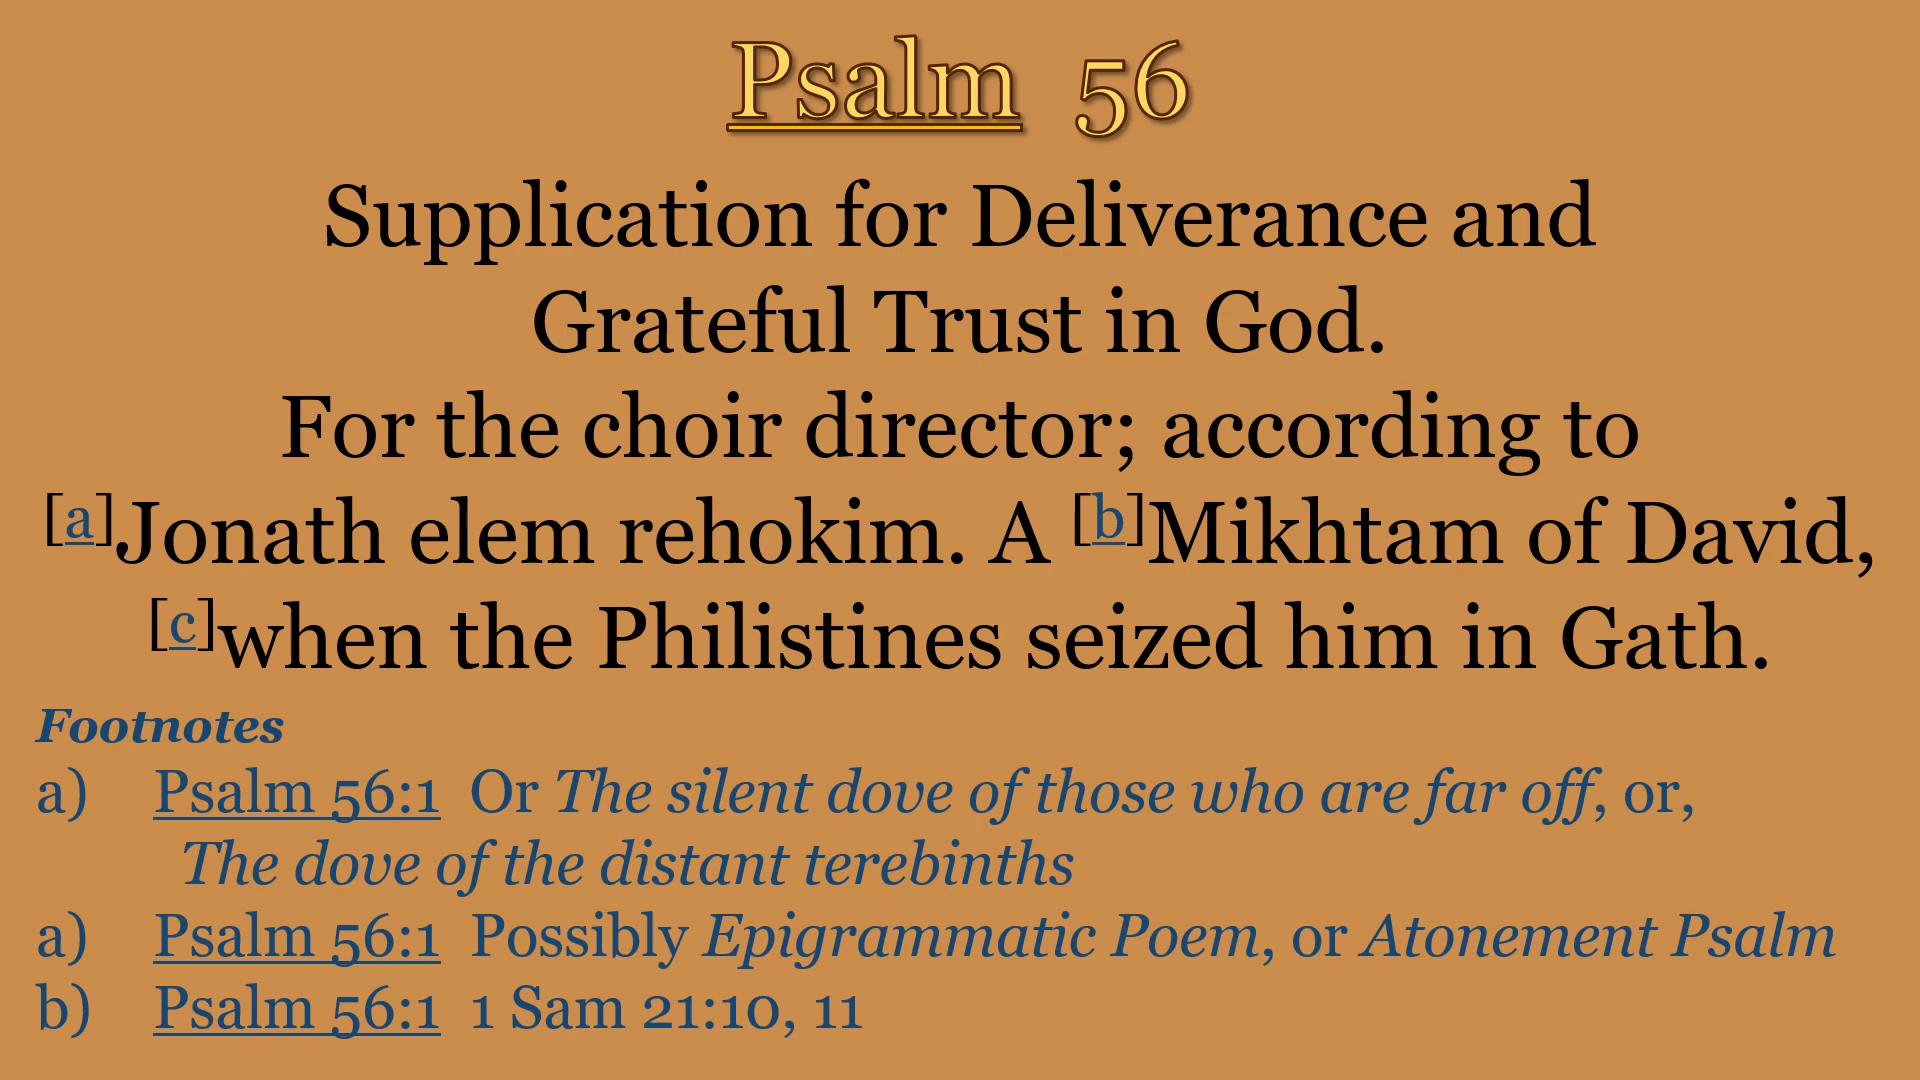 Psalm 56
Supplication for Deliverance and
Grateful Trust in God.
For the choir director; according to
[a]Jonath elem rehokim. A [b]Mikhtam of David,
[c]when the Philistines seized him in Gath.
Footnotes
a) Psalm 56:1 Or The silent dove of those who are far off, or,
The dove of the distant terebinths
a) Psalm 56:1 Possibly Epigrammatic Poem, or Atonement Psalm
b) Psalm 56:1 1 Sam 21:10, 11